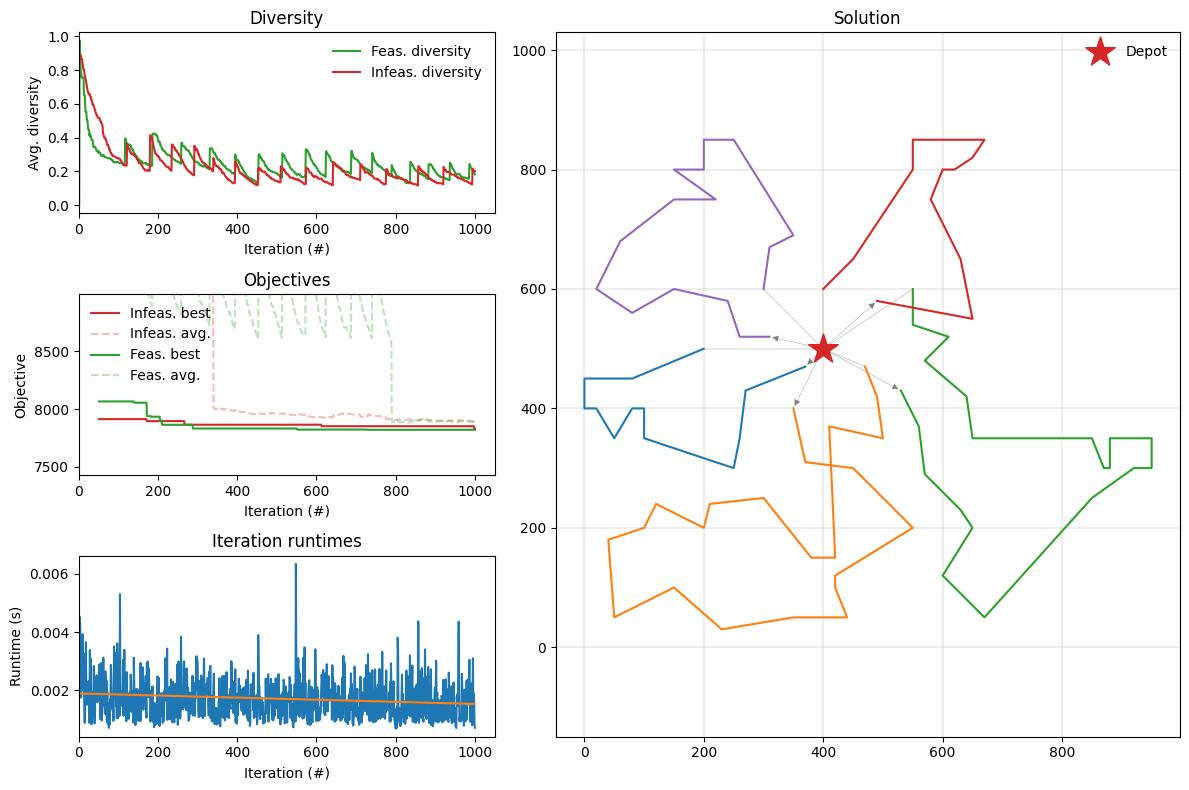 Diversity
1.0
0.8
0.6
0.4
0.2
0.0
Avg. diversity
Feas. diversity
Infeas. diversity
0 200 400 600 800 1000
Iteration (#)
Objectives
8500
8000
7500
Objective
Infeas. best
Infeas. avg.
Feas. best
Feas. avg.
0 200 400 600 800 1000
Iteration (#)
Iteration runtimes
0.006
0.004
0.002
Runtime (s)
0 200 400 600 800 1000
Iteration (#)
Solution
Depot
1000
800
600
400
200
0
0 200 400 600 800